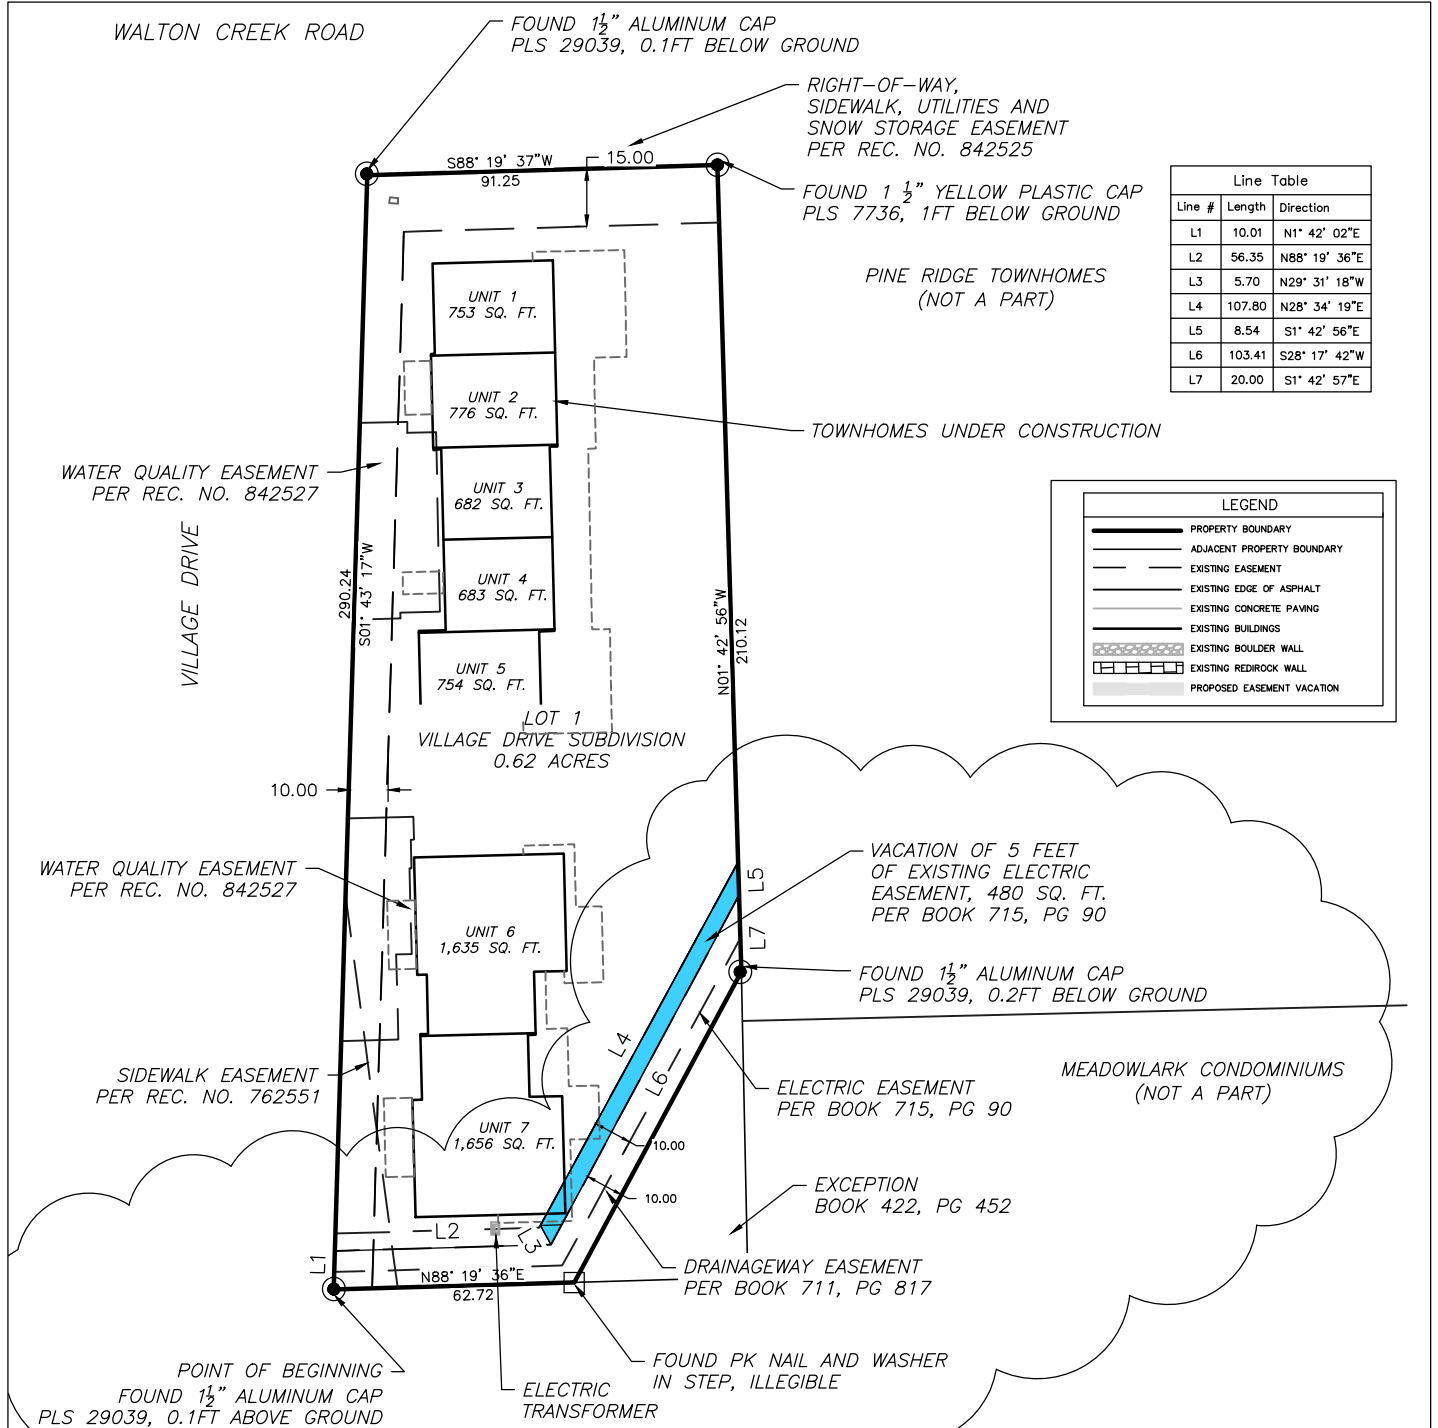 WALTON CREEK ROAD
FOUND 1½” ALUMINUM CAP
PLS 29039, 0.1FT BELOW GROUND
RIGHT-OF-WAY,
SIDEWALK, UTILITIES AND
SNOW STORAGE EASEMENT
PER REC. NO. 842525
S88° 19' 37”W
91.25
15.00
FOUND 1 ½” YELLOW PLASTIC CAP
PLS 7736, 1FT BELOW GROUND
Line Table
Line # Length Direction
L1 10.01 N1° 42' 02”E
L2 56.35 N88° 19' 36”E
L3 5.70 N29° 31' 18”W
L4 107.80 N28° 34' 19”E
L5 8.54 S1° 42' 56”E
L6 103.41 S28° 17' 42”W
L7 20.00 S1° 42' 57”E
PINE RIDGE TOWNHOMES
(NOT A PART)
UNIT 1
753 SQ. FT.
UNIT 2
776 SQ. FT.
TOWNHOMES UNDER CONSTRUCTION
WATER QUALITY EASEMENT
PER REC. NO. 842527
UNIT 3
682 SQ. FT.
LEGEND
PROPERTY BOUNDARY
ADJACENT PROPERTY BOUNDARY
EXISTING EASEMENT
EXISTING EDGE OF ASPHALT
EXISTING CONCRETE PAVING
EXISTING BUILDINGS
EXISTING BOULDER WALL
EXISTING REDIROCK WALL
PROPOSED EASEMENT VACATION
VILLAGE DRIVE
290.24
S01° 43' 17”W
UNIT 4
683 SQ. FT.
N01° 42' 56”W
210.12
UNIT 5
754 SQ. FT.
LOT 1
VILLAGE DRIVE SUBDIVISION
0.62 ACRES
10.00
WATER QUALITY EASEMENT
PER REC. NO. 842527
VACATION OF 5 FEET
OF EXISTING ELECTRIC
EASEMENT, 480 SQ. FT.
PER BOOK 715, PG 90
L5
UNIT 6
1,635 SQ. FT.
L7
FOUND 1½” ALUMINUM CAP
PLS 29039, 0.2FT BELOW GROUND
L4
L6
SIDEWALK EASEMENT
PER REC. NO. 762551
ELECTRIC EASEMENT
PER BOOK 715, PG 90
MEADOWLARK CONDOMINIUMS
(NOT A PART)
UNIT 7
1,656 SQ. FT.
10.00
10.00
EXCEPTION
BOOK 422, PG 452
L2
L3
L1
DRAINAGEWAY EASEMENT
PER BOOK 711, PG 817
N88° 19' 36”E
62.72
POINT OF BEGINNING
FOUND 1½” ALUMINUM CAP
PLS 29039, 0.1FT ABOVE GROUND
ELECTRIC
TRANSFORMER
FOUND PK NAIL AND WASHER
IN STEP, ILLEGIBLE